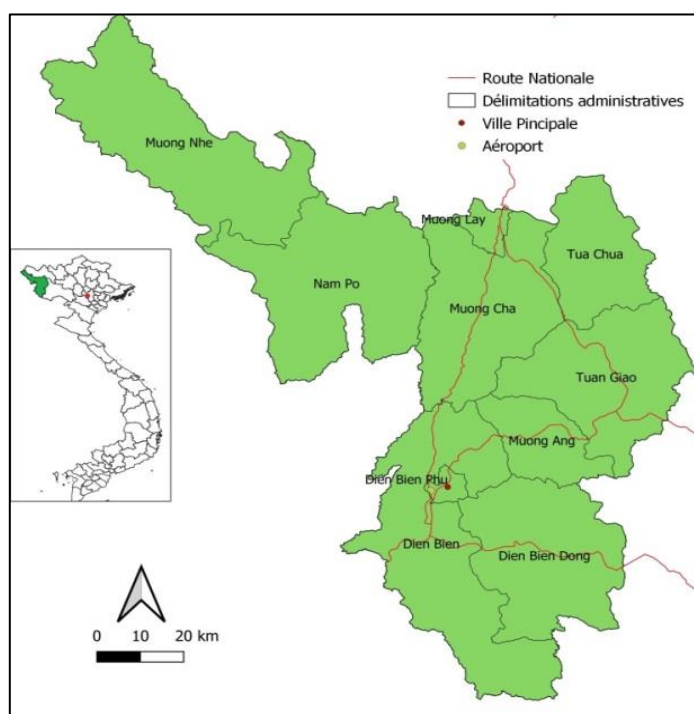 Route Nationale
Délimitations administratives
Ville Pincipale
Aéroport
Muong Nhe
Muong Lay
Tua Chua
Nam Po
Muong Cha
Tuan Giao
Muong Ang
Dien Bien Phu
Dien Bien
Dien Bien Dong
0 10 20 km